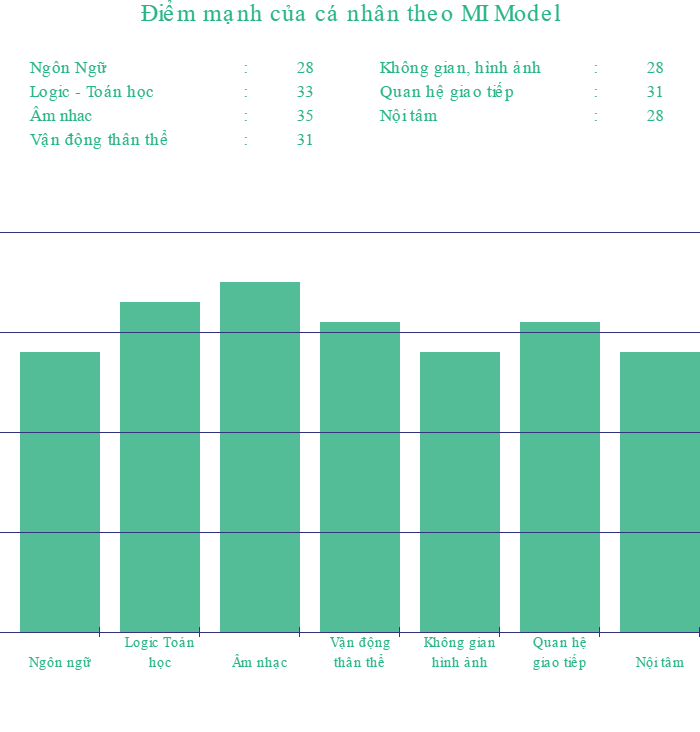 Điểm mạnh của cá nhân theo MI Model
Ngôn Ngữ : 28 Không gian, hình ảnh : 28
Logic - Toán học : 33 Quan hệ giao tiếp : 31
Âm nhac : 35 Nội tâm : 28
Vận động thân thể : 31
Logic Toán Vận động Không gian Quan hệ
Ngôn ngữ học Âm nhạc thân thể hình ảnh giao tiếp Nội tâm